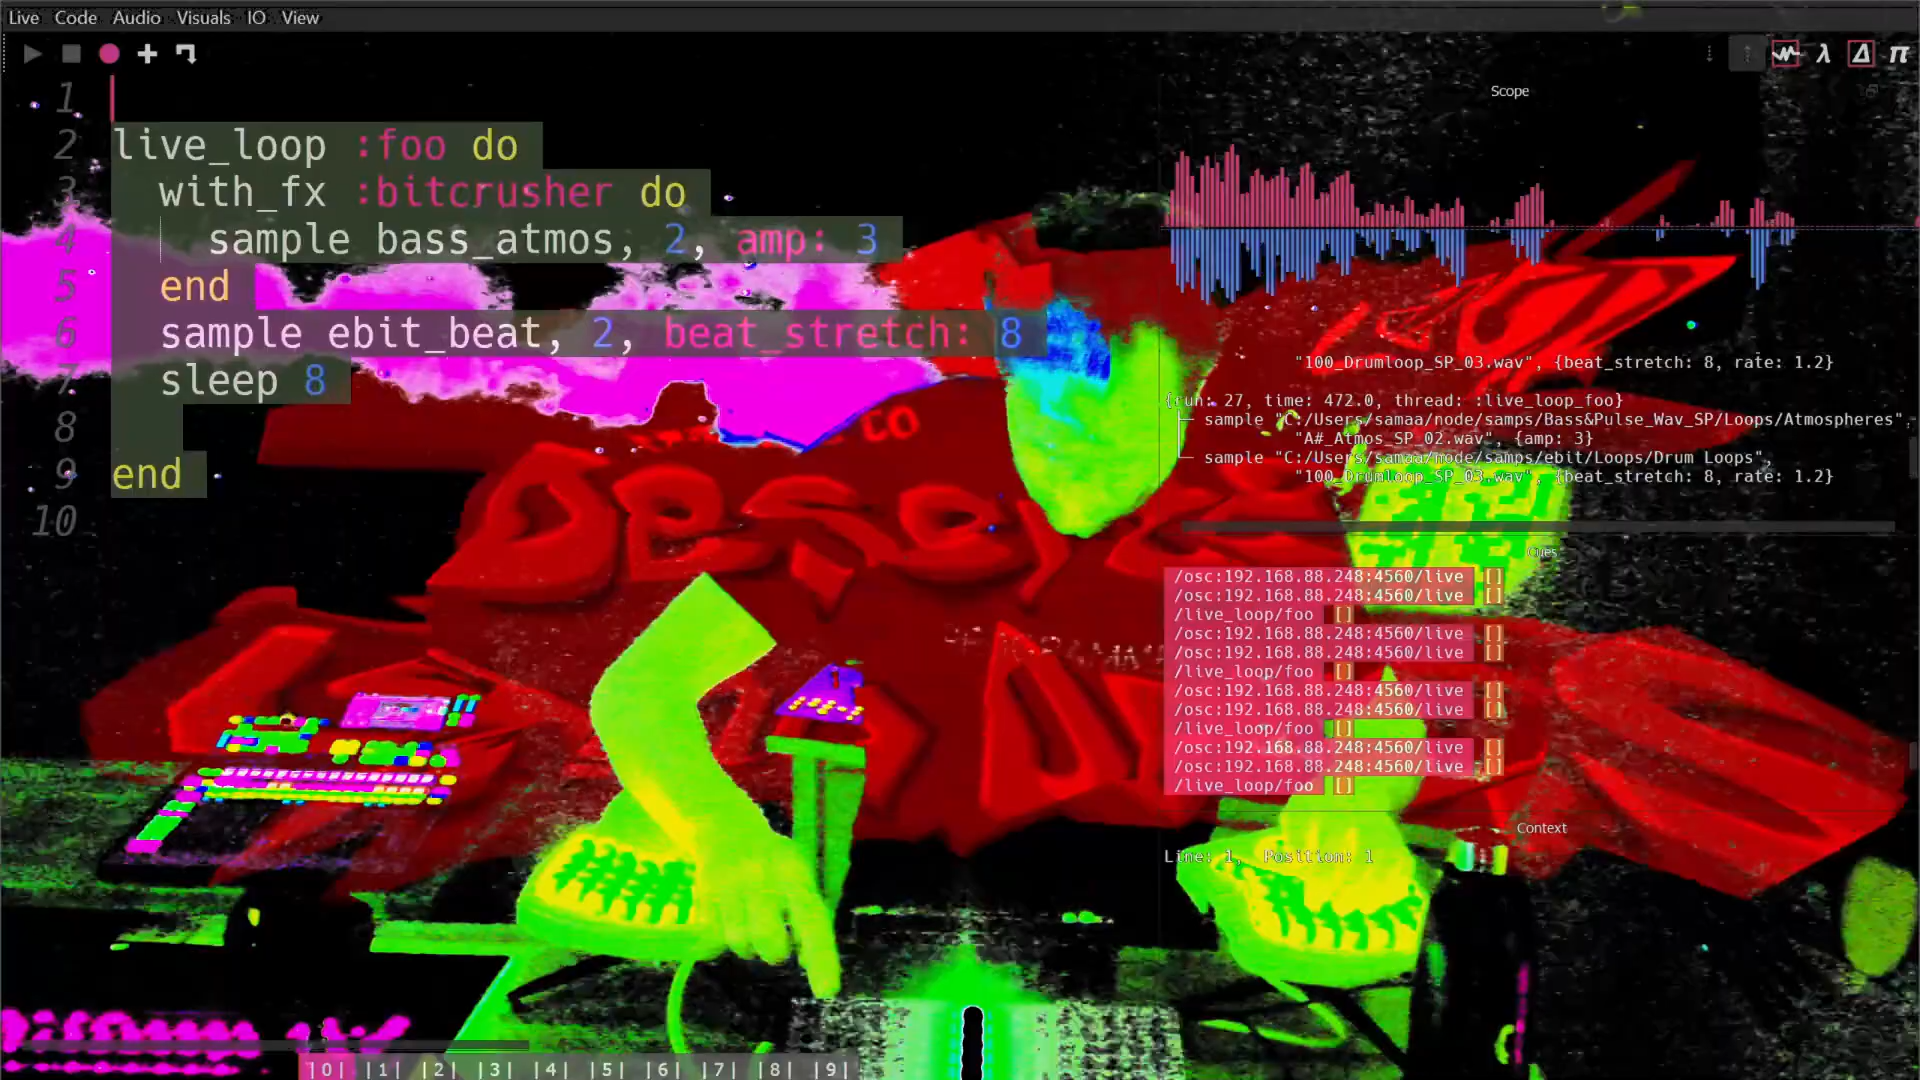 Live Code Audio Visuals IO View
1
2 live_loop :foo do
3 with_fx :bitcrusher do
4 sample bass_atmos, 2, amp: 3
5 end
6 sample ebit_beat, 2, beat_stretch: 8
7 sleep 8
8
9 end
10
λ Δ π
Scope
"100_Drumloop_SP_03.wav", {beat_stretch: 8, rate: 1.2}
{run: 27, time: 472.0, thread: :live_loop_foo}
sample "C:/Users/samaa/node/samps/Bass&Pulse_Wav_SP/Loops/Atmospheres",
"A#_Atmos_SP_02.wav", {amp: 3}
sample "C:/Users/samaa/node/samps/ebit/Loops/Drum Loops",
"100_Drumloop_SP_03.wav", {beat_stretch: 8, rate: 1.2}
Cues
/osc:192.168.88.248:4560/live []
/osc:192.168.88.248:4560/live []
/live_loop/foo []
/osc:192.168.88.248:4560/live []
/osc:192.168.88.248:4560/live []
/live_loop/foo []
/osc:192.168.88.248:4560/live []
/osc:192.168.88.248:4560/live []
/live_loop/foo []
/osc:192.168.88.248:4560/live []
/osc:192.168.88.248:4560/live []
/live_loop/foo []
Context
Line: 1, Position: 1
|0| |1| |2| |3| |4| |5| |6| |7| |8| |9|